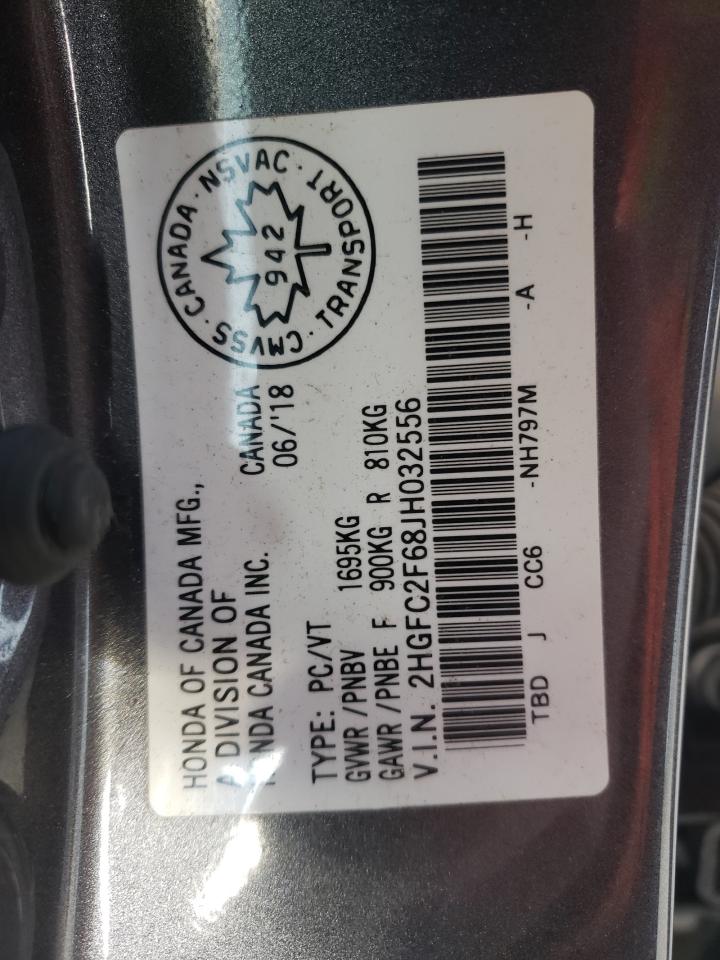 HONDA OF CANADA MFG.,
A DIVISION OF
HONDA CANADA INC.
CANADA
06/'18
CMVSS · CANADA · NSVAC · TRANSPORT ·
942
TYPE: PC/VT
GVWR /PNBV 1695KG
GAWR /PNBE F 900KG R 810KG
V.I.N. 2HGFC2F68JH032556
TBD J CC6 -NH797M -A -H